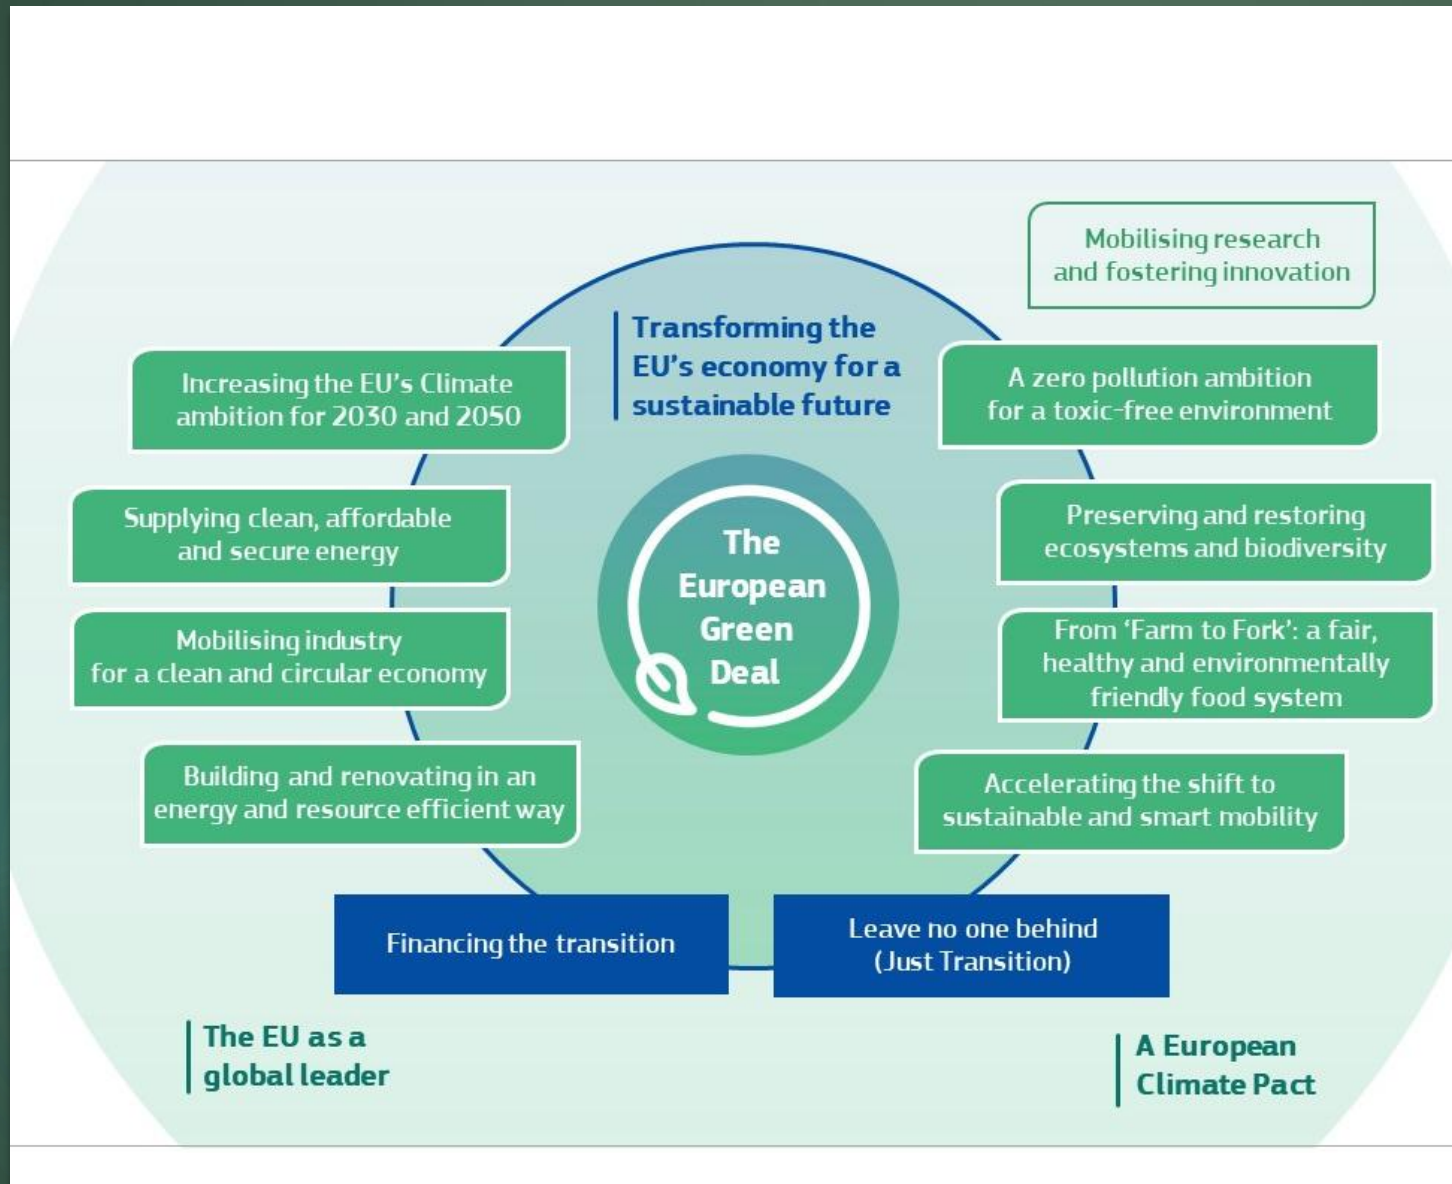 Mobilising research
and fostering innovation
Transforming the
EU's economy for a
sustainable future
Increasing the EU's Climate
ambition for 2030 and 2050
A zero pollution ambition
for a toxic-free environment
Supplying clean, affordable
and secure energy
Preserving and restoring
ecosystems and biodiversity
The
European
Green
Deal
Mobilising industry
for a clean and circular economy
From ‘Farm to Fork’: a fair,
healthy and environmentally
friendly food system
Building and renovating in an
energy and resource efficient way
Accelerating the shift to
sustainable and smart mobility
Financing the transition
Leave no one behind
(Just Transition)
The EU as a
global leader
A European
Climate Pact